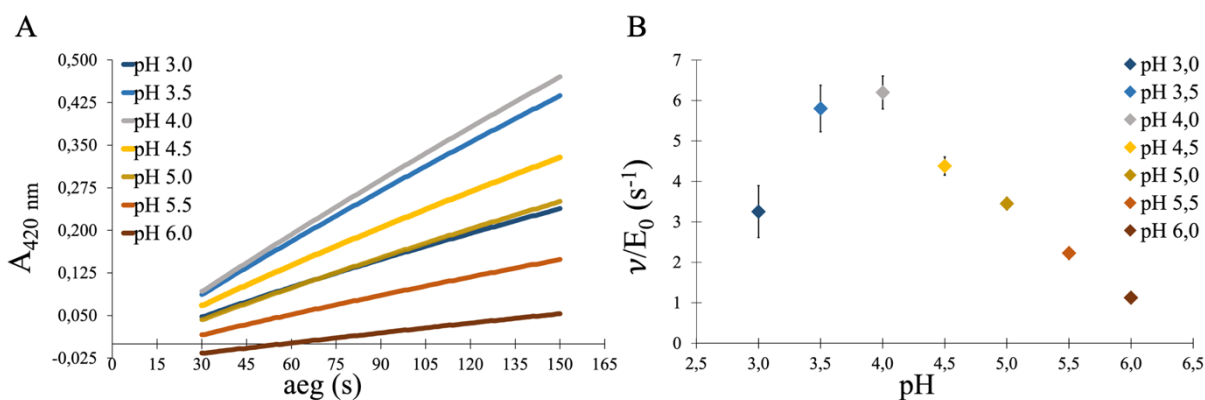 A
A420 nm
0,500
0,425
0,350
0,275
0,200
0,125
0,050
-0,025
pH 3.0
pH 3.5
pH 4.0
pH 4.5
pH 5.0
pH 5.5
pH 6.0
0 15 30 45 60 75 90 105 120 135 150 165
aeg (s)
B
ν/E0 (s-1)
7
6
5
4
3
2
1
0
pH 3,0
pH 3,5
pH 4,0
pH 4,5
pH 5,0
pH 5,5
pH 6,0
2,5 3,0 3,5 4,0 4,5 5,0 5,5 6,0 6,5
pH